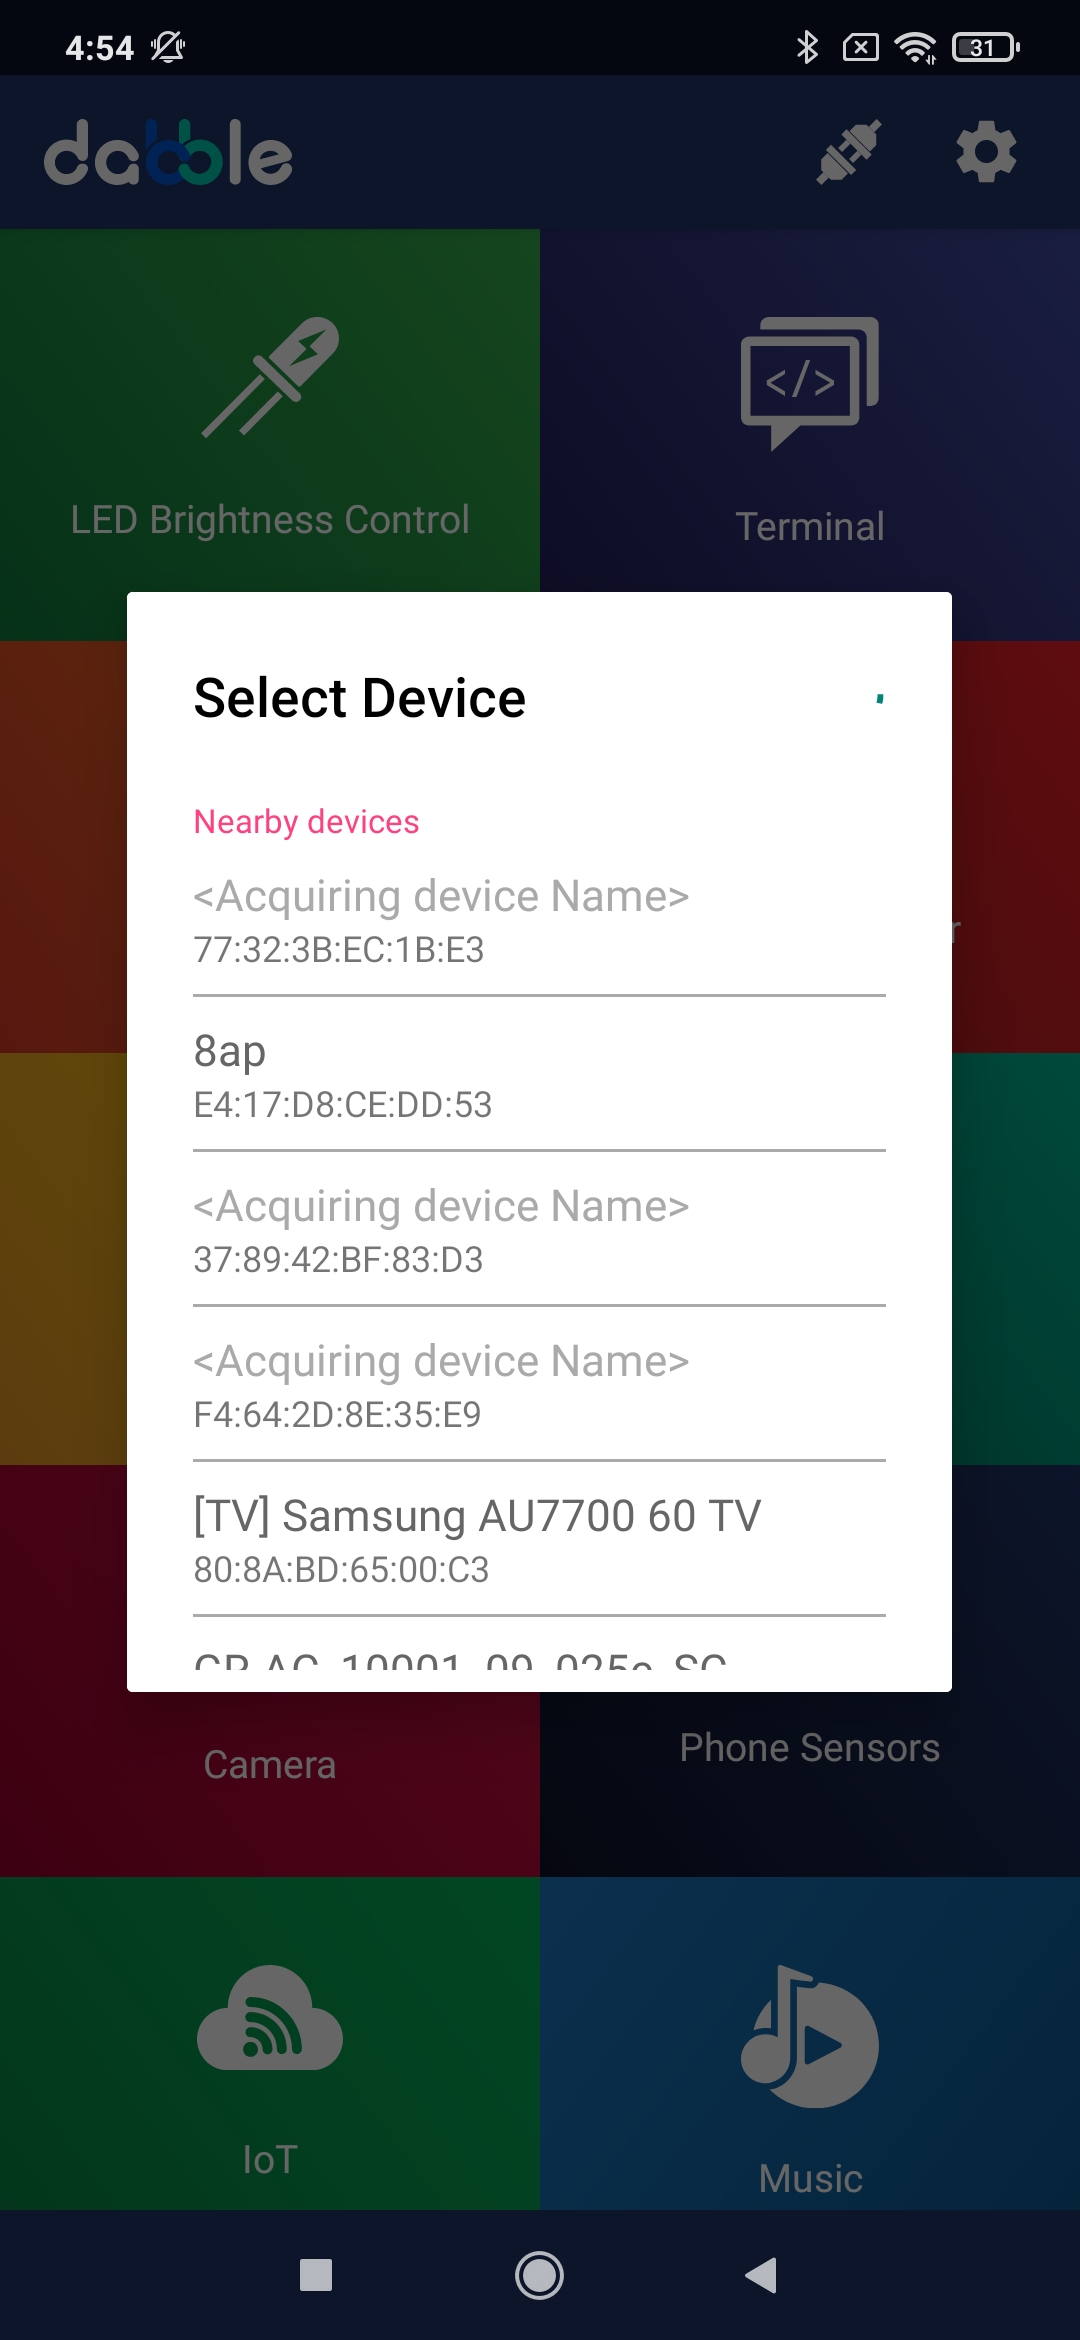 4:54
31
dabble
LED Brightness Control
</>
Terminal
Select Device
Nearby devices
<Acquiring device Name>
77:32:3B:EC:1B:E3
8ap
E4:17:D8:CE:DD:53
<Acquiring device Name>
37:89:42:BF:83:D3
<Acquiring device Name>
F4:64:2D:8E:35:E9
[TV] Samsung AU7700 60 TV
80:8A:BD:65:00:C3
Camera
Phone Sensors
IoT
Music